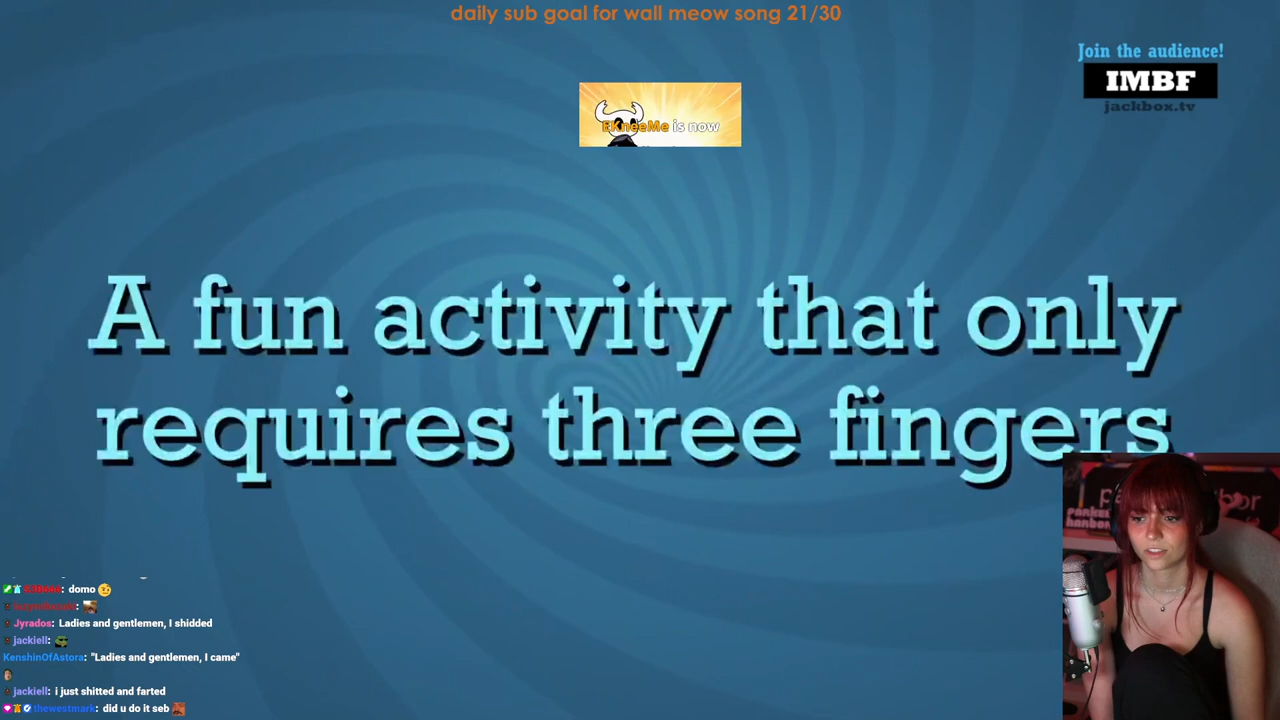 daily sub goal for wall meow song 21/30
Join the audience!
IMBF
jackbox.tv
EKneeMe is now
A fun activity that only
requires three fingers
domo
Jyrados: Ladies and gentlemen, I shidded
jackiell:
KenshinOfAstora: "Ladies and gentlemen, I came"
jackiell: i just shitted and farted
thewestmark: did u do it seb